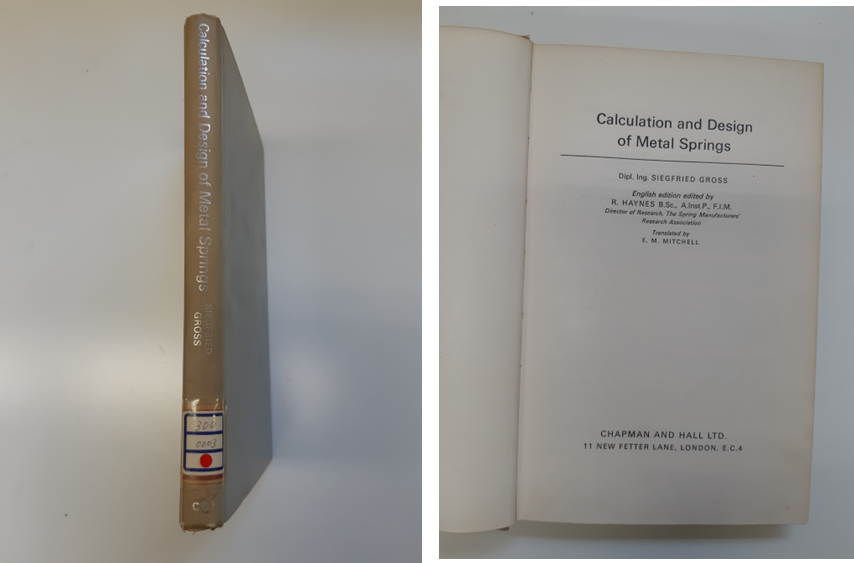 Calculation and Design of Metal Springs
SIEGFRIED
GROSS
300
0003
Calculation and Design
of Metal Springs
Dipl. Ing. SIEGFRIED GROSS
English edition edited by
R. HAYNES B.Sc., A.Inst.P., F.I.M.
Director of Research, The Spring Manufacturers'
Research Association
Translated by
E. M. MITCHELL
CHAPMAN AND HALL LTD.
11 NEW FETTER LANE, LONDON, E.C.4